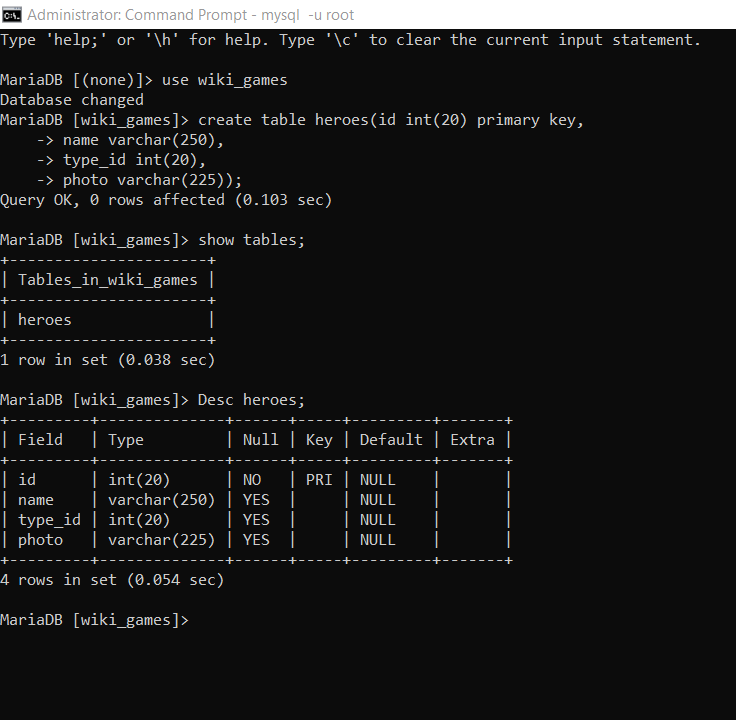 Administrator: Command Prompt - mysql  -u root
Type 'help;' or '\h' for help. Type '\c' to clear the current input statement.

MariaDB [(none)]> use wiki_games
Database changed
MariaDB [wiki_games]> create table heroes(id int(20) primary key,
    -> name varchar(250),
    -> type_id int(20),
    -> photo varchar(225));
Query OK, 0 rows affected (0.103 sec)

MariaDB [wiki_games]> show tables;
+----------------------+
| Tables_in_wiki_games |
+----------------------+
| heroes               |
+----------------------+
1 row in set (0.038 sec)

MariaDB [wiki_games]> Desc heroes;
+---------+--------------+------+-----+---------+-------+
| Field   | Type         | Null | Key | Default | Extra |
+---------+--------------+------+-----+---------+-------+
| id      | int(20)      | NO   | PRI | NULL    |       |
| name    | varchar(250) | YES  |     | NULL    |       |
| type_id | int(20)      | YES  |     | NULL    |       |
| photo   | varchar(225) | YES  |     | NULL    |       |
+---------+--------------+------+-----+---------+-------+
4 rows in set (0.054 sec)

MariaDB [wiki_games]>